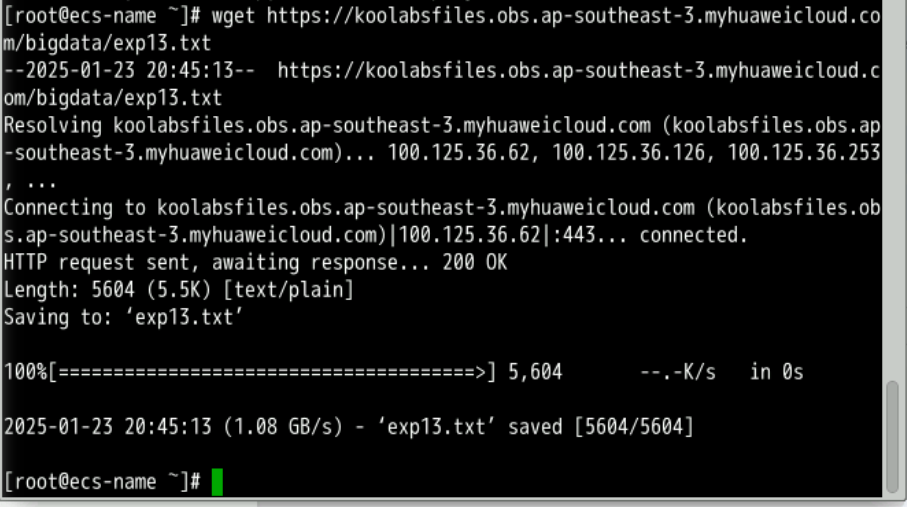 [root@ecs-name ~]# wget https://koolabsfiles.obs.ap-southeast-3.myhuaweicloud.co
m/bigdata/exp13.txt
--2025-01-23 20:45:13--  https://koolabsfiles.obs.ap-southeast-3.myhuaweicloud.c
om/bigdata/exp13.txt
Resolving koolabsfiles.obs.ap-southeast-3.myhuaweicloud.com (koolabsfiles.obs.ap
-southeast-3.myhuaweicloud.com)... 100.125.36.62, 100.125.36.126, 100.125.36.253
, ...
Connecting to koolabsfiles.obs.ap-southeast-3.myhuaweicloud.com (koolabsfiles.ob
s.ap-southeast-3.myhuaweicloud.com)|100.125.36.62|:443... connected.
HTTP request sent, awaiting response... 200 OK
Length: 5604 (5.5K) [text/plain]
Saving to: ‘exp13.txt’
100%[======================================>] 5,604       --.-K/s   in 0s
2025-01-23 20:45:13 (1.08 GB/s) - ‘exp13.txt’ saved [5604/5604]
[root@ecs-name ~]#